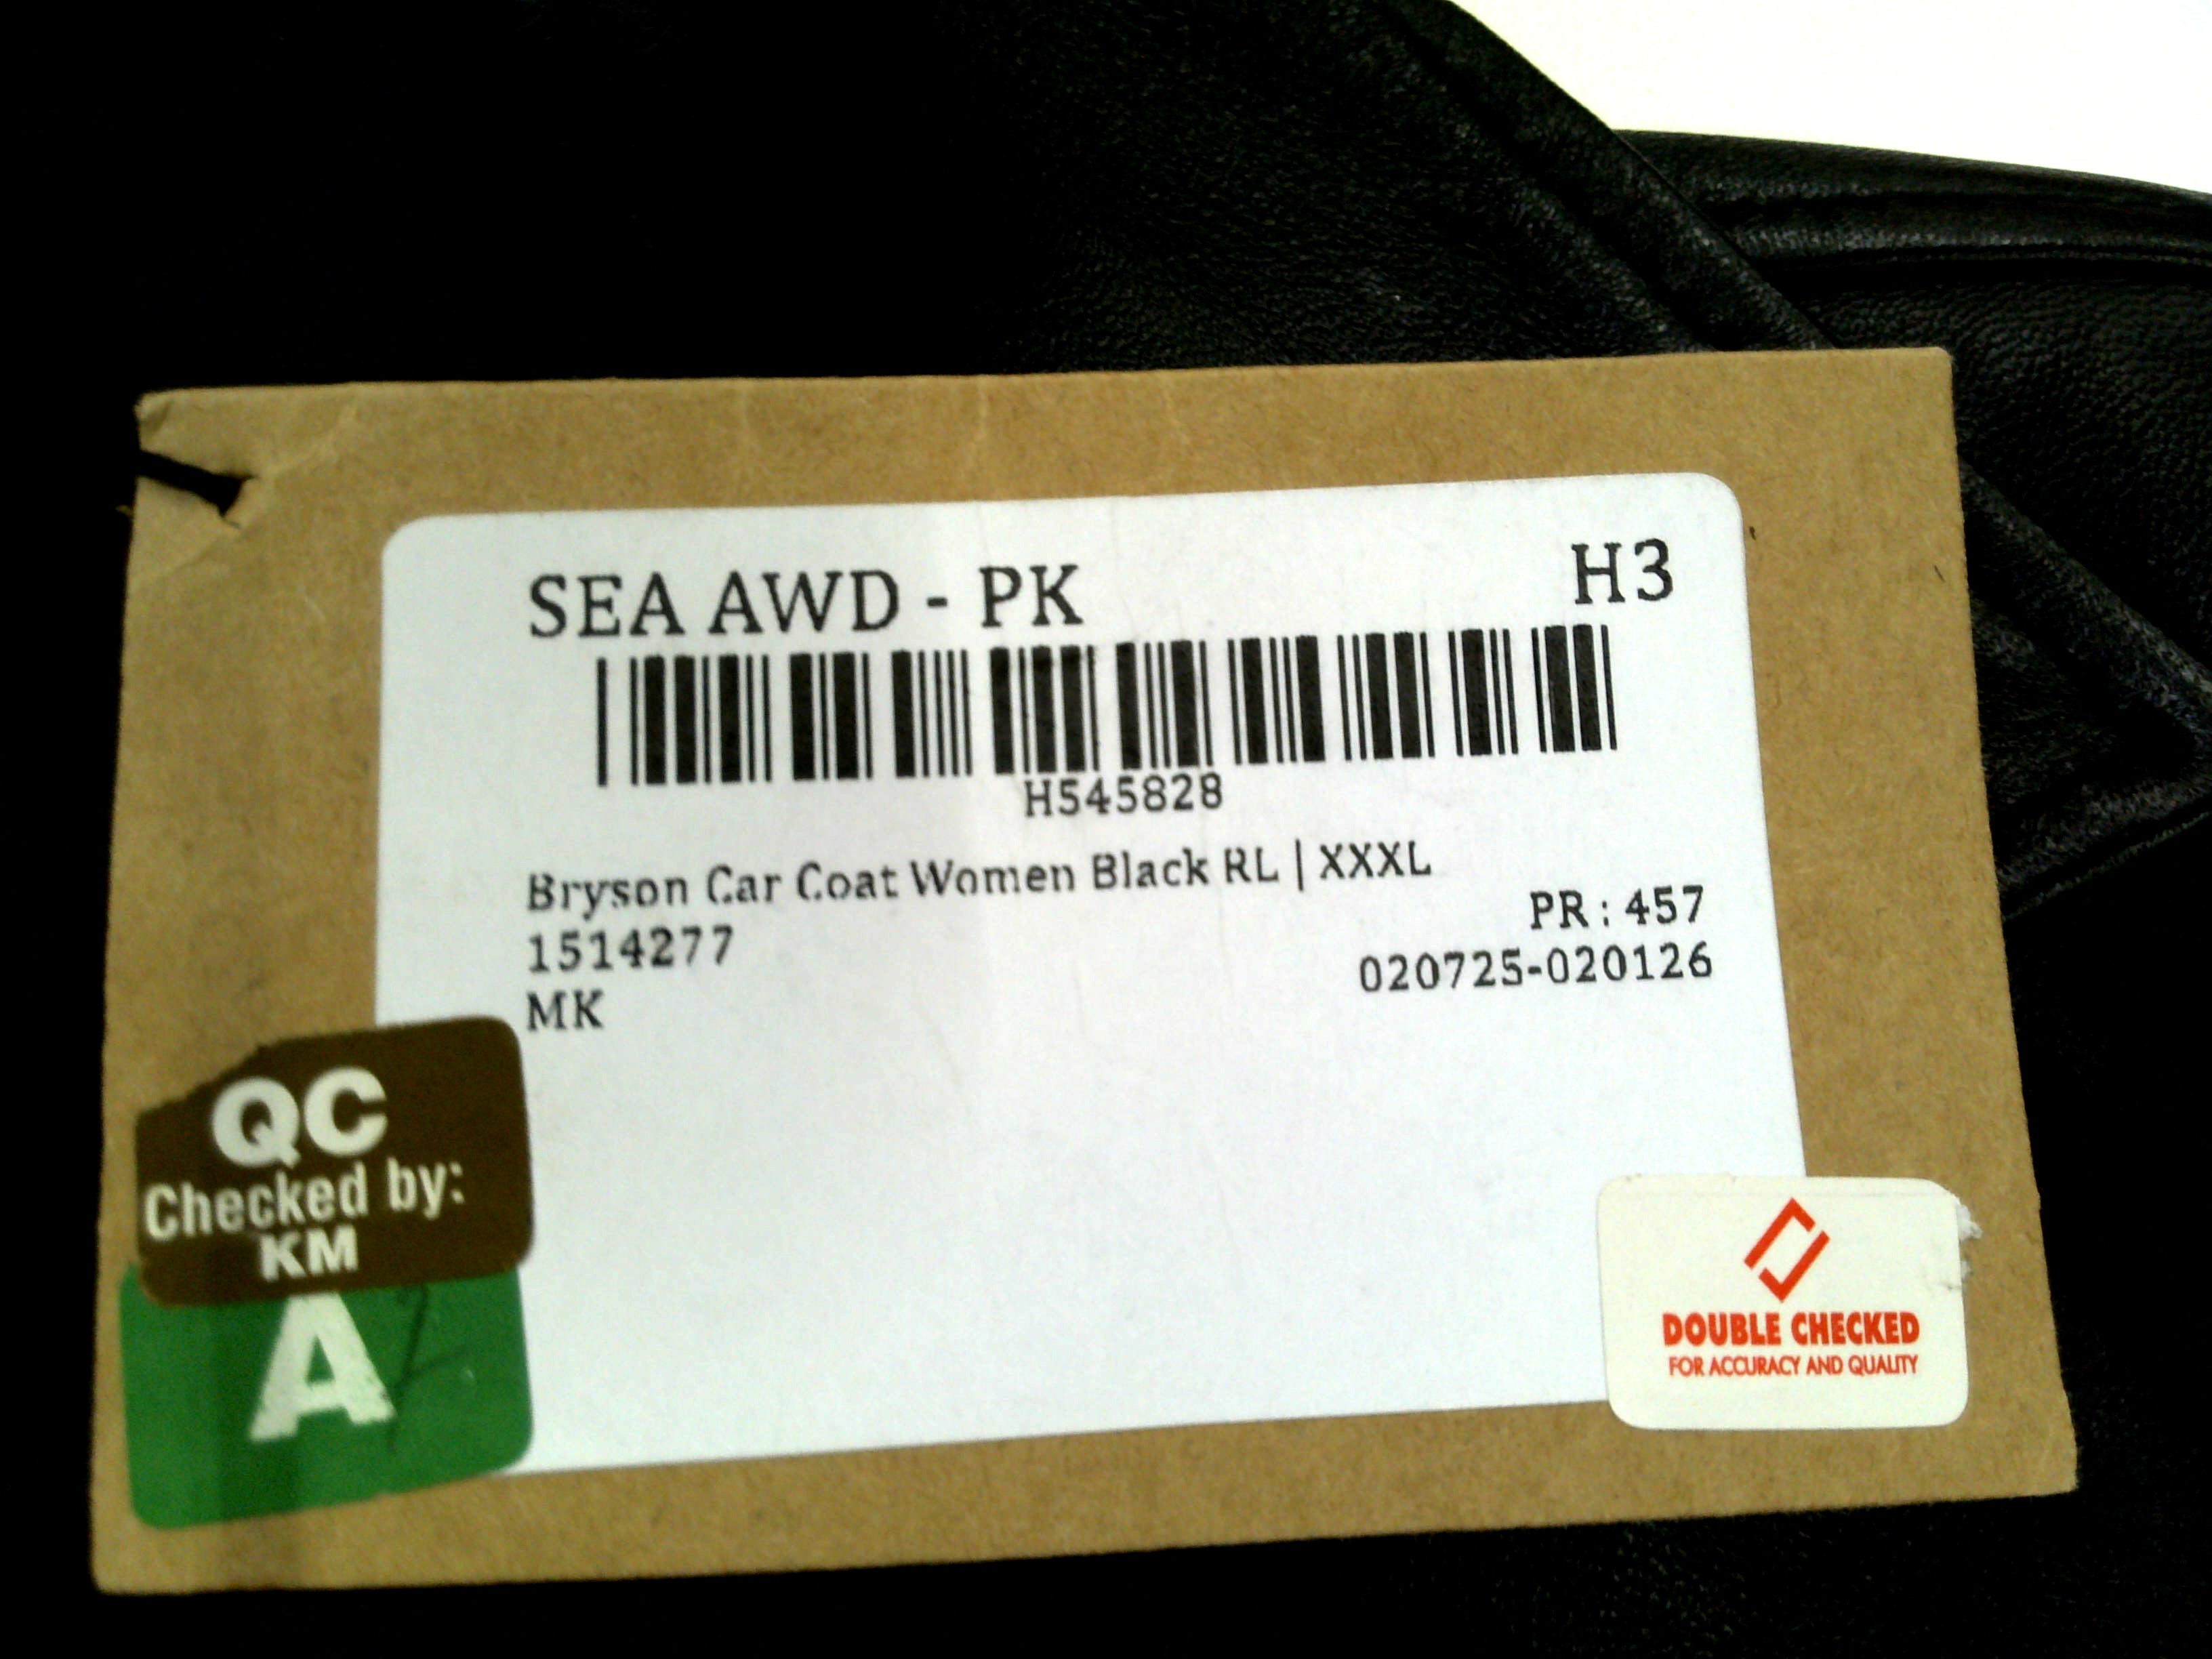 SEA AWD - PK
H3
H545828
Bryson Car Coat Women Black RL | XXXL
PR : 457
1514277
020725-020126
MK
QC
Checked by:
KM
A
DOUBLE CHECKED
FOR ACCURACY AND QUALITY